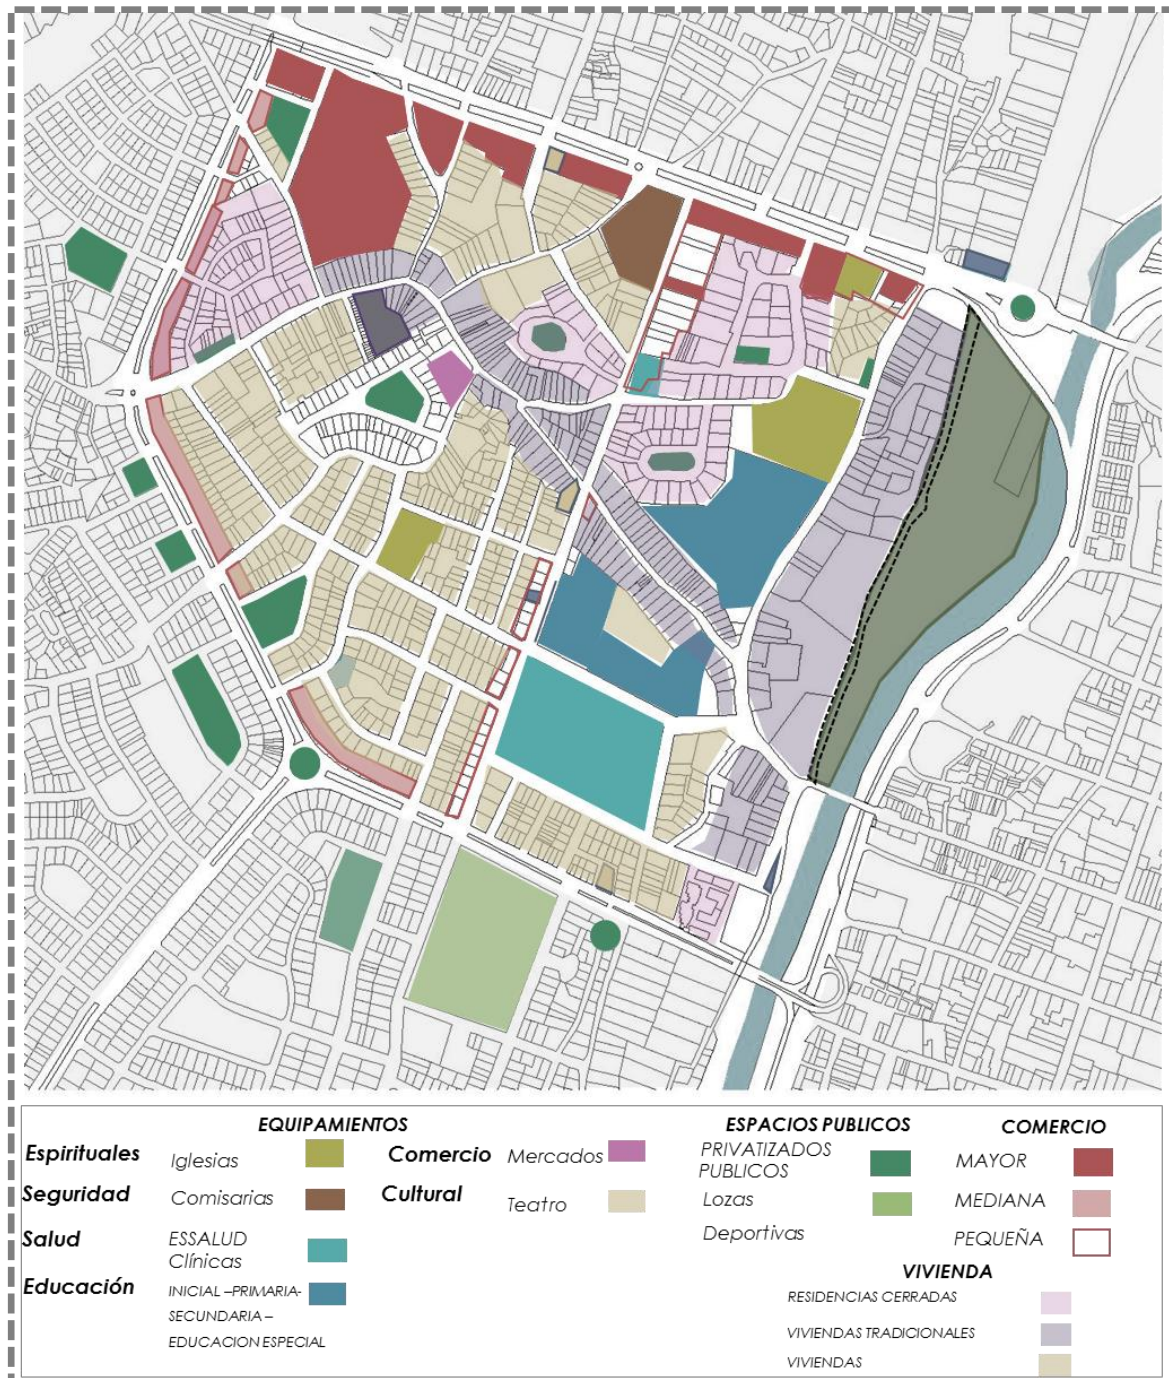 EQUIPAMIENTOS
Espirituales
Iglesias
Seguridad
Comisarias
Salud
ESSALUD
Clínicas
Educación
INICIAL –PRIMARIA-
SECUNDARIA –
EDUCACION ESPECIAL
Comercio
Mercados
Cultural
Teatro
ESPACIOS PUBLICOS
PRIVATIZADOS
PUBLICOS
Lozas
Deportivas
COMERCIO
MAYOR
MEDIANA
PEQUEÑA
VIVIENDA
RESIDENCIAS CERRADAS
VIVIENDAS TRADICIONALES
VIVIENDAS